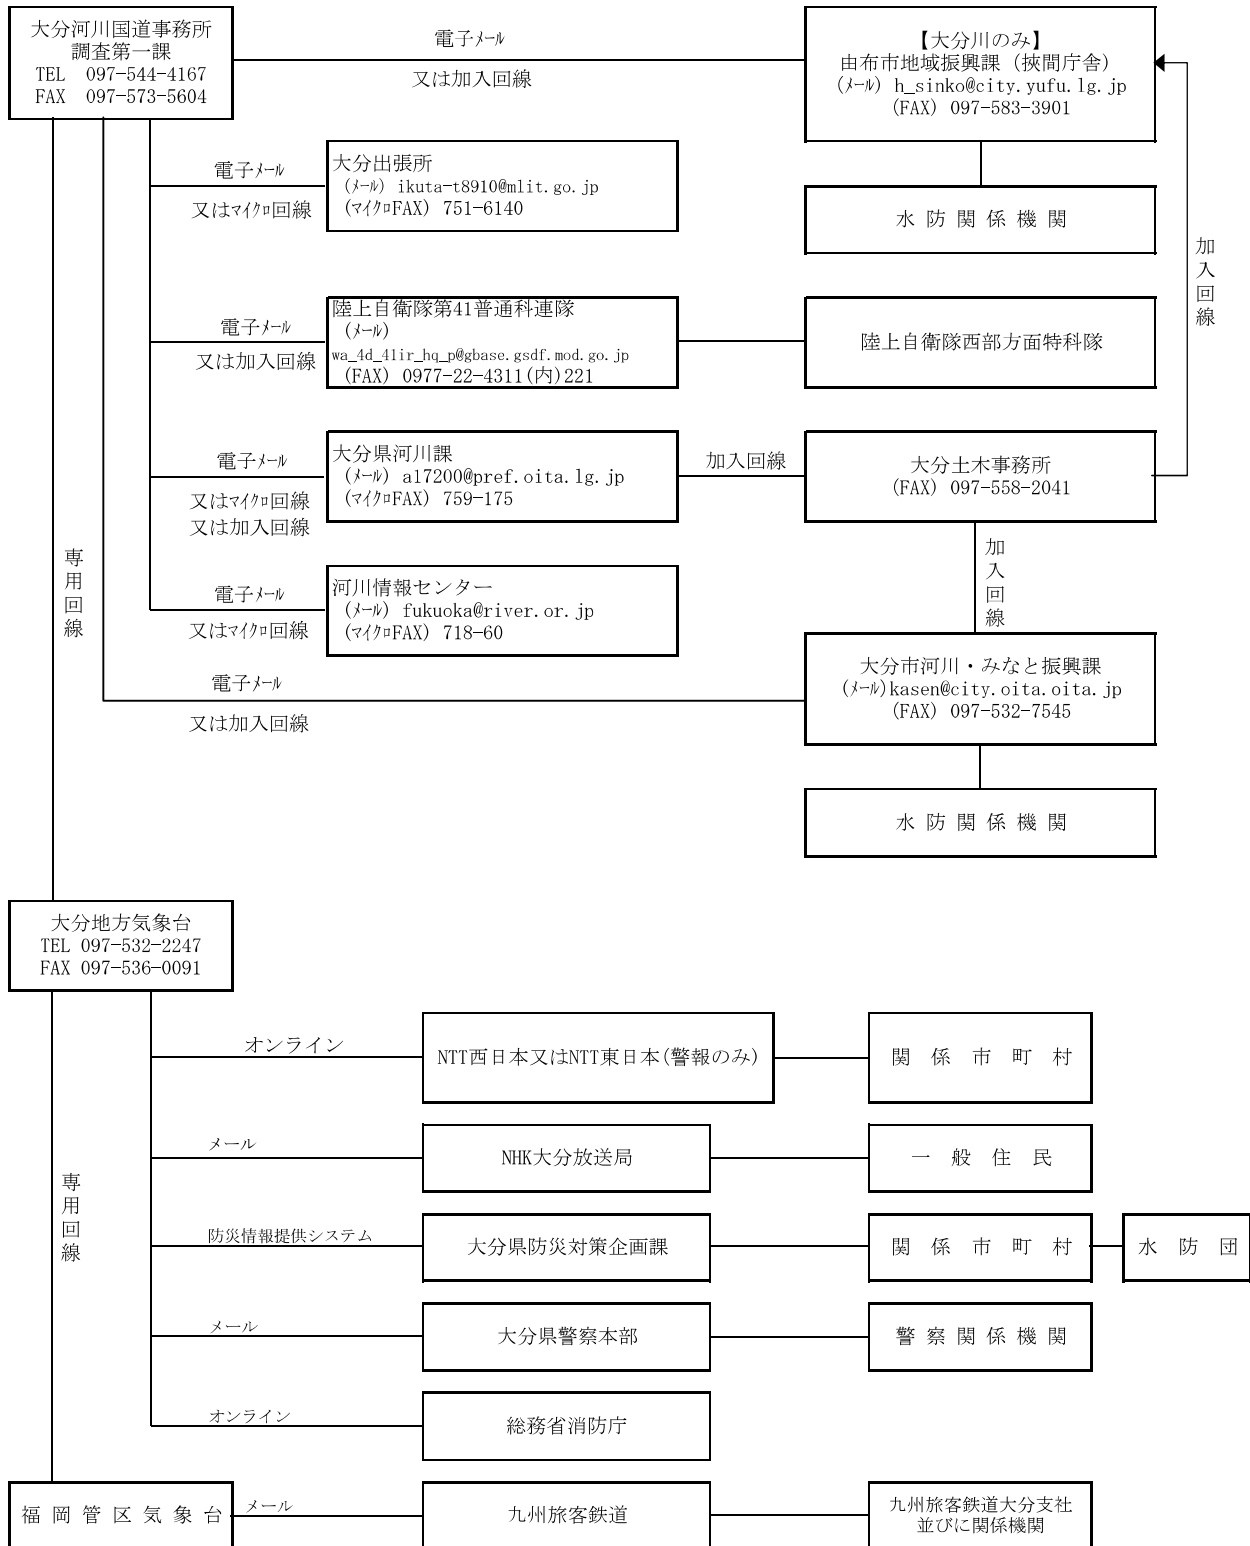 大分河川国道事務所
調査第一課
TEL 097-544-4167
FAX 097-573-5604
電子メール
又は加入回線
【大分川のみ】
由布市地域振興課（挾間庁舎）
（メール）h_sinko@city.yufu.lg.jp
(FAX) 097-583-3901
水防関係機関
電子メール
又はマイクロ回線
大分出張所
（メール）ikuta-t8910@mlit.go.jp
(マイクロFAX) 751-6140
加入回線
電子メール
又は加入回線
陸上自衛隊第41普通科連隊
（メール）
wa_4d_41ir_hq_p@gbase.gsdf.mod.go.jp
(FAX) 0977-22-4311(内)221
陸上自衛隊西部方面特科隊
電子メール
又はマイクロ回線
又は加入回線
大分県河川課
（メール）a17200@pref.oita.lg.jp
(マイクロFAX) 759-175
加入回線
大分土木事務所
(FAX) 097-558-2041
加入回線
専用回線
電子メール
又はマイクロ回線
河川情報センター
（メール）fukuoka@river.or.jp
(マイクロFAX) 718-60
電子メール
又は加入回線
大分市河川・みなと振興課
（メール)kasen@city.oita.oita.jp
(FAX) 097-532-7545
水防関係機関
大分地方気象台
TEL 097-532-2247
FAX 097-536-0091
オンライン
NTT西日本又はNTT東日本(警報のみ)
関係市町村
メール
NHK大分放送局
一般住民
専用回線
防災情報提供システム
大分県防災対策企画課
関係市町村
水防団
メール
大分県警察本部
警察関係機関
オンライン
総務省消防庁
福岡管区気象台
メール
九州旅客鉄道
九州旅客鉄道大分支社
並びに関係機関